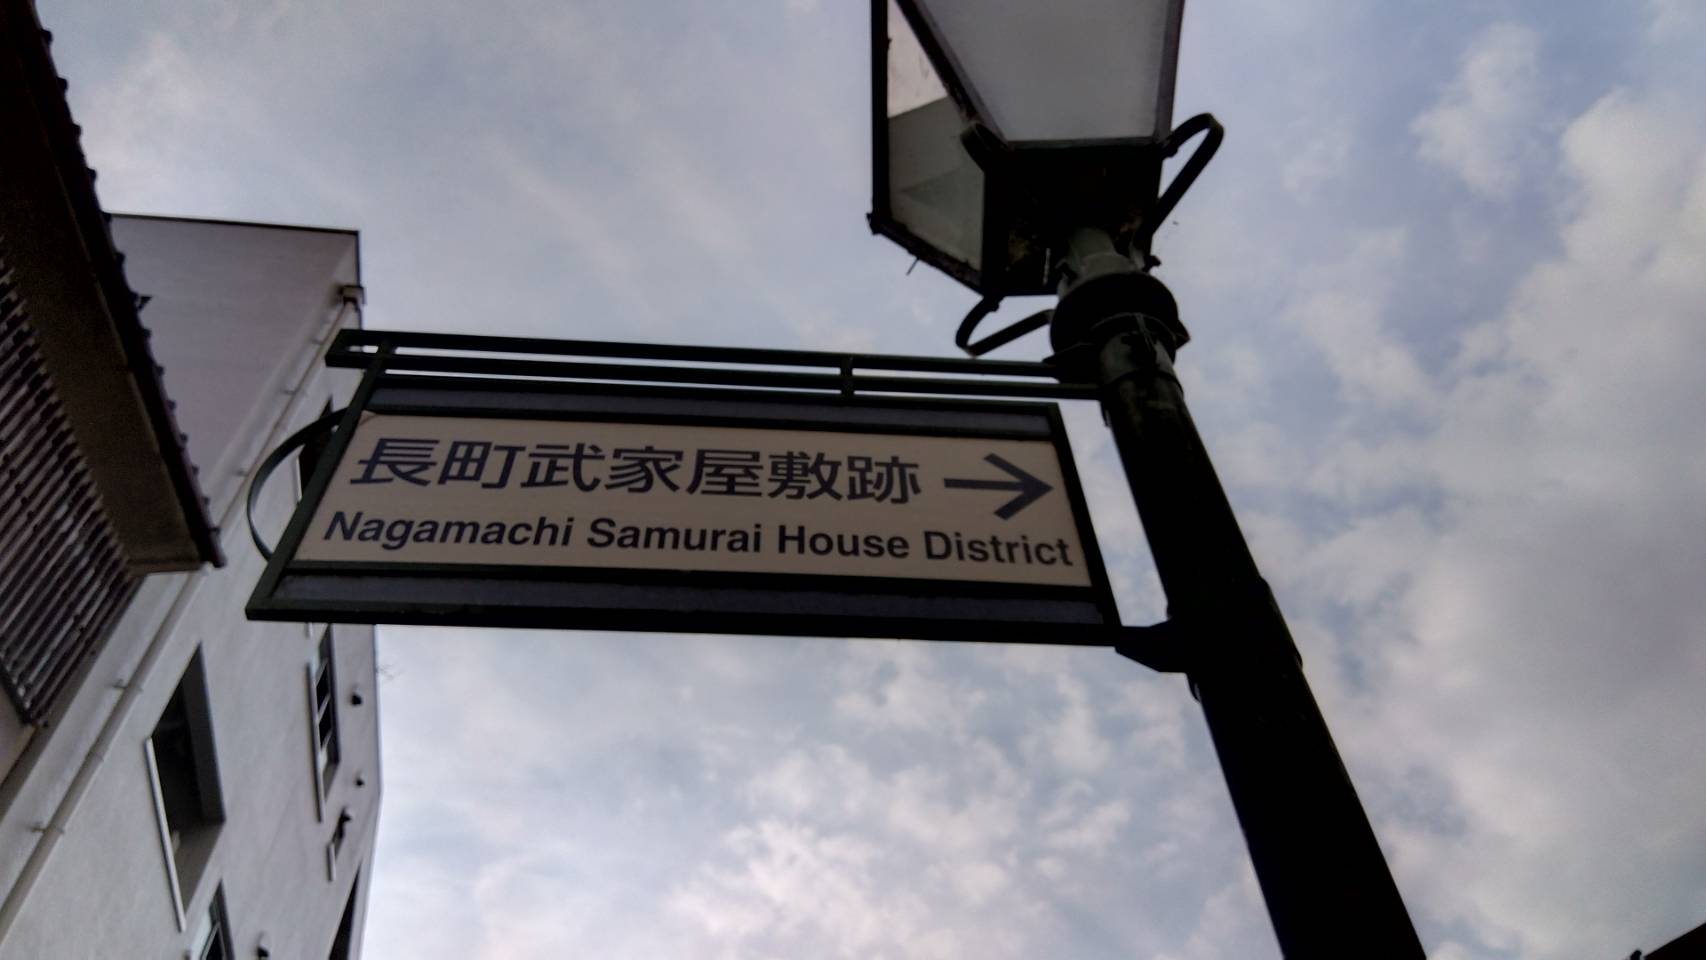 長町武家屋敷跡 →
Nagamachi Samurai House District